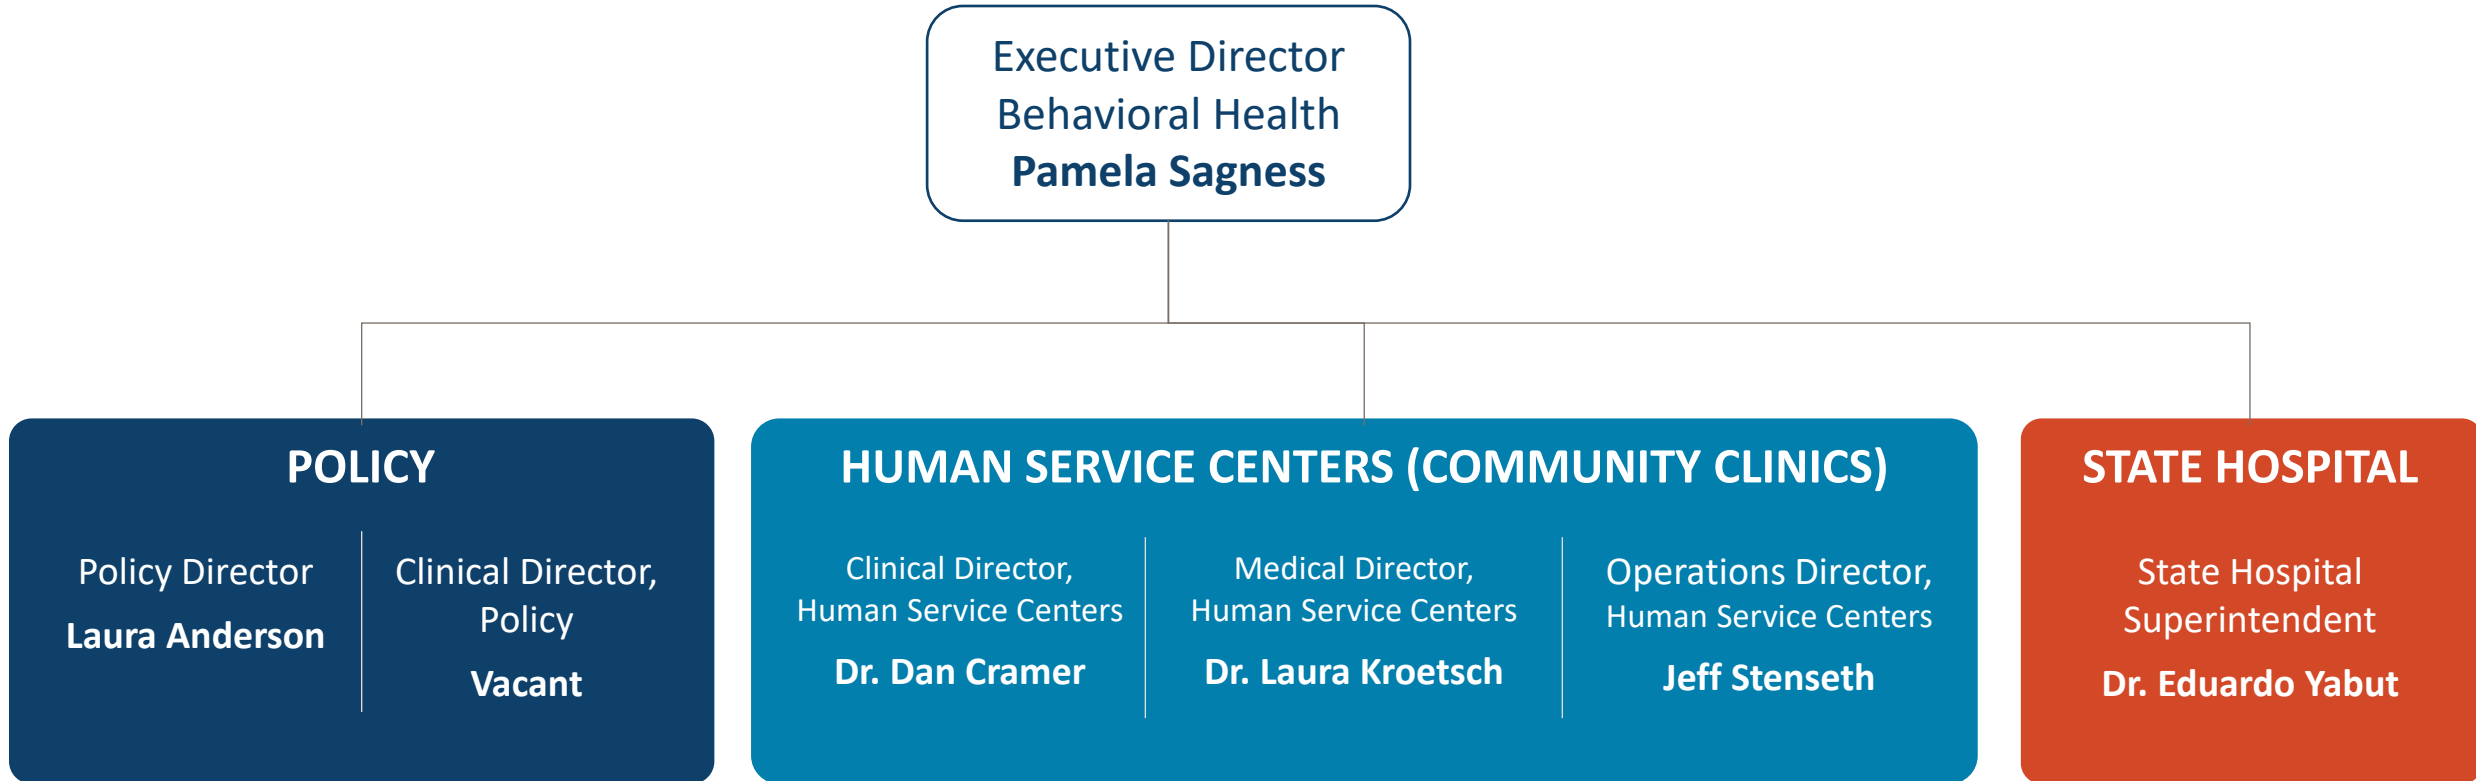 Executive Director
Behavioral Health
Pamela Sagness
POLICY
Policy Director
Laura Anderson
Clinical Director,
Policy
Vacant
HUMAN SERVICE CENTERS (COMMUNITY CLINICS)
Clinical Director,
Human Service Centers
Dr. Dan Cramer
Medical Director,
Human Service Centers
Dr. Laura Kroetsch
Operations Director,
Human Service Centers
Jeff Stenseth
STATE HOSPITAL
State Hospital
Superintendent
Dr. Eduardo Yabut